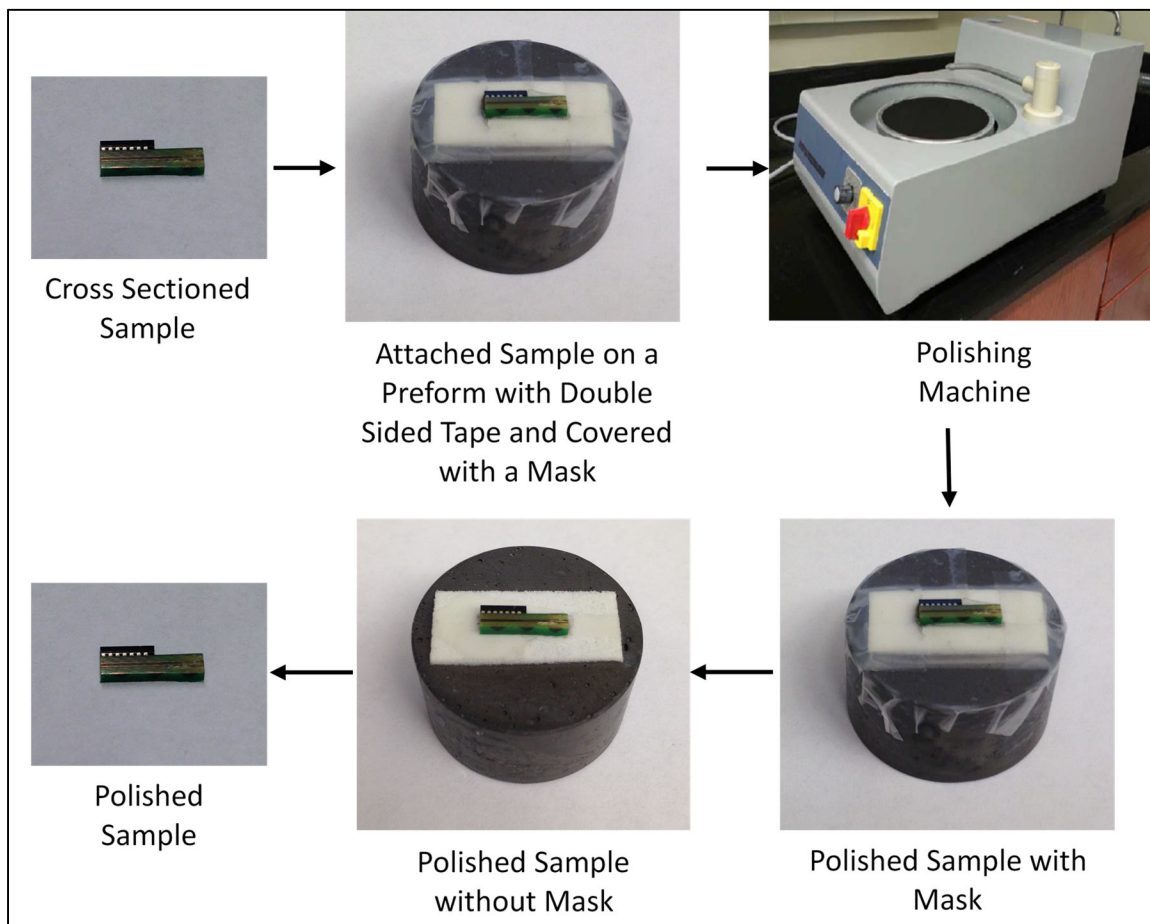 Cross Sectioned
Sample
Attached Sample on a
Preform with Double
Sided Tape and Covered
with a Mask
Polishing
Machine
Polished Sample with
Mask
Polished Sample
without Mask
Polished
Sample